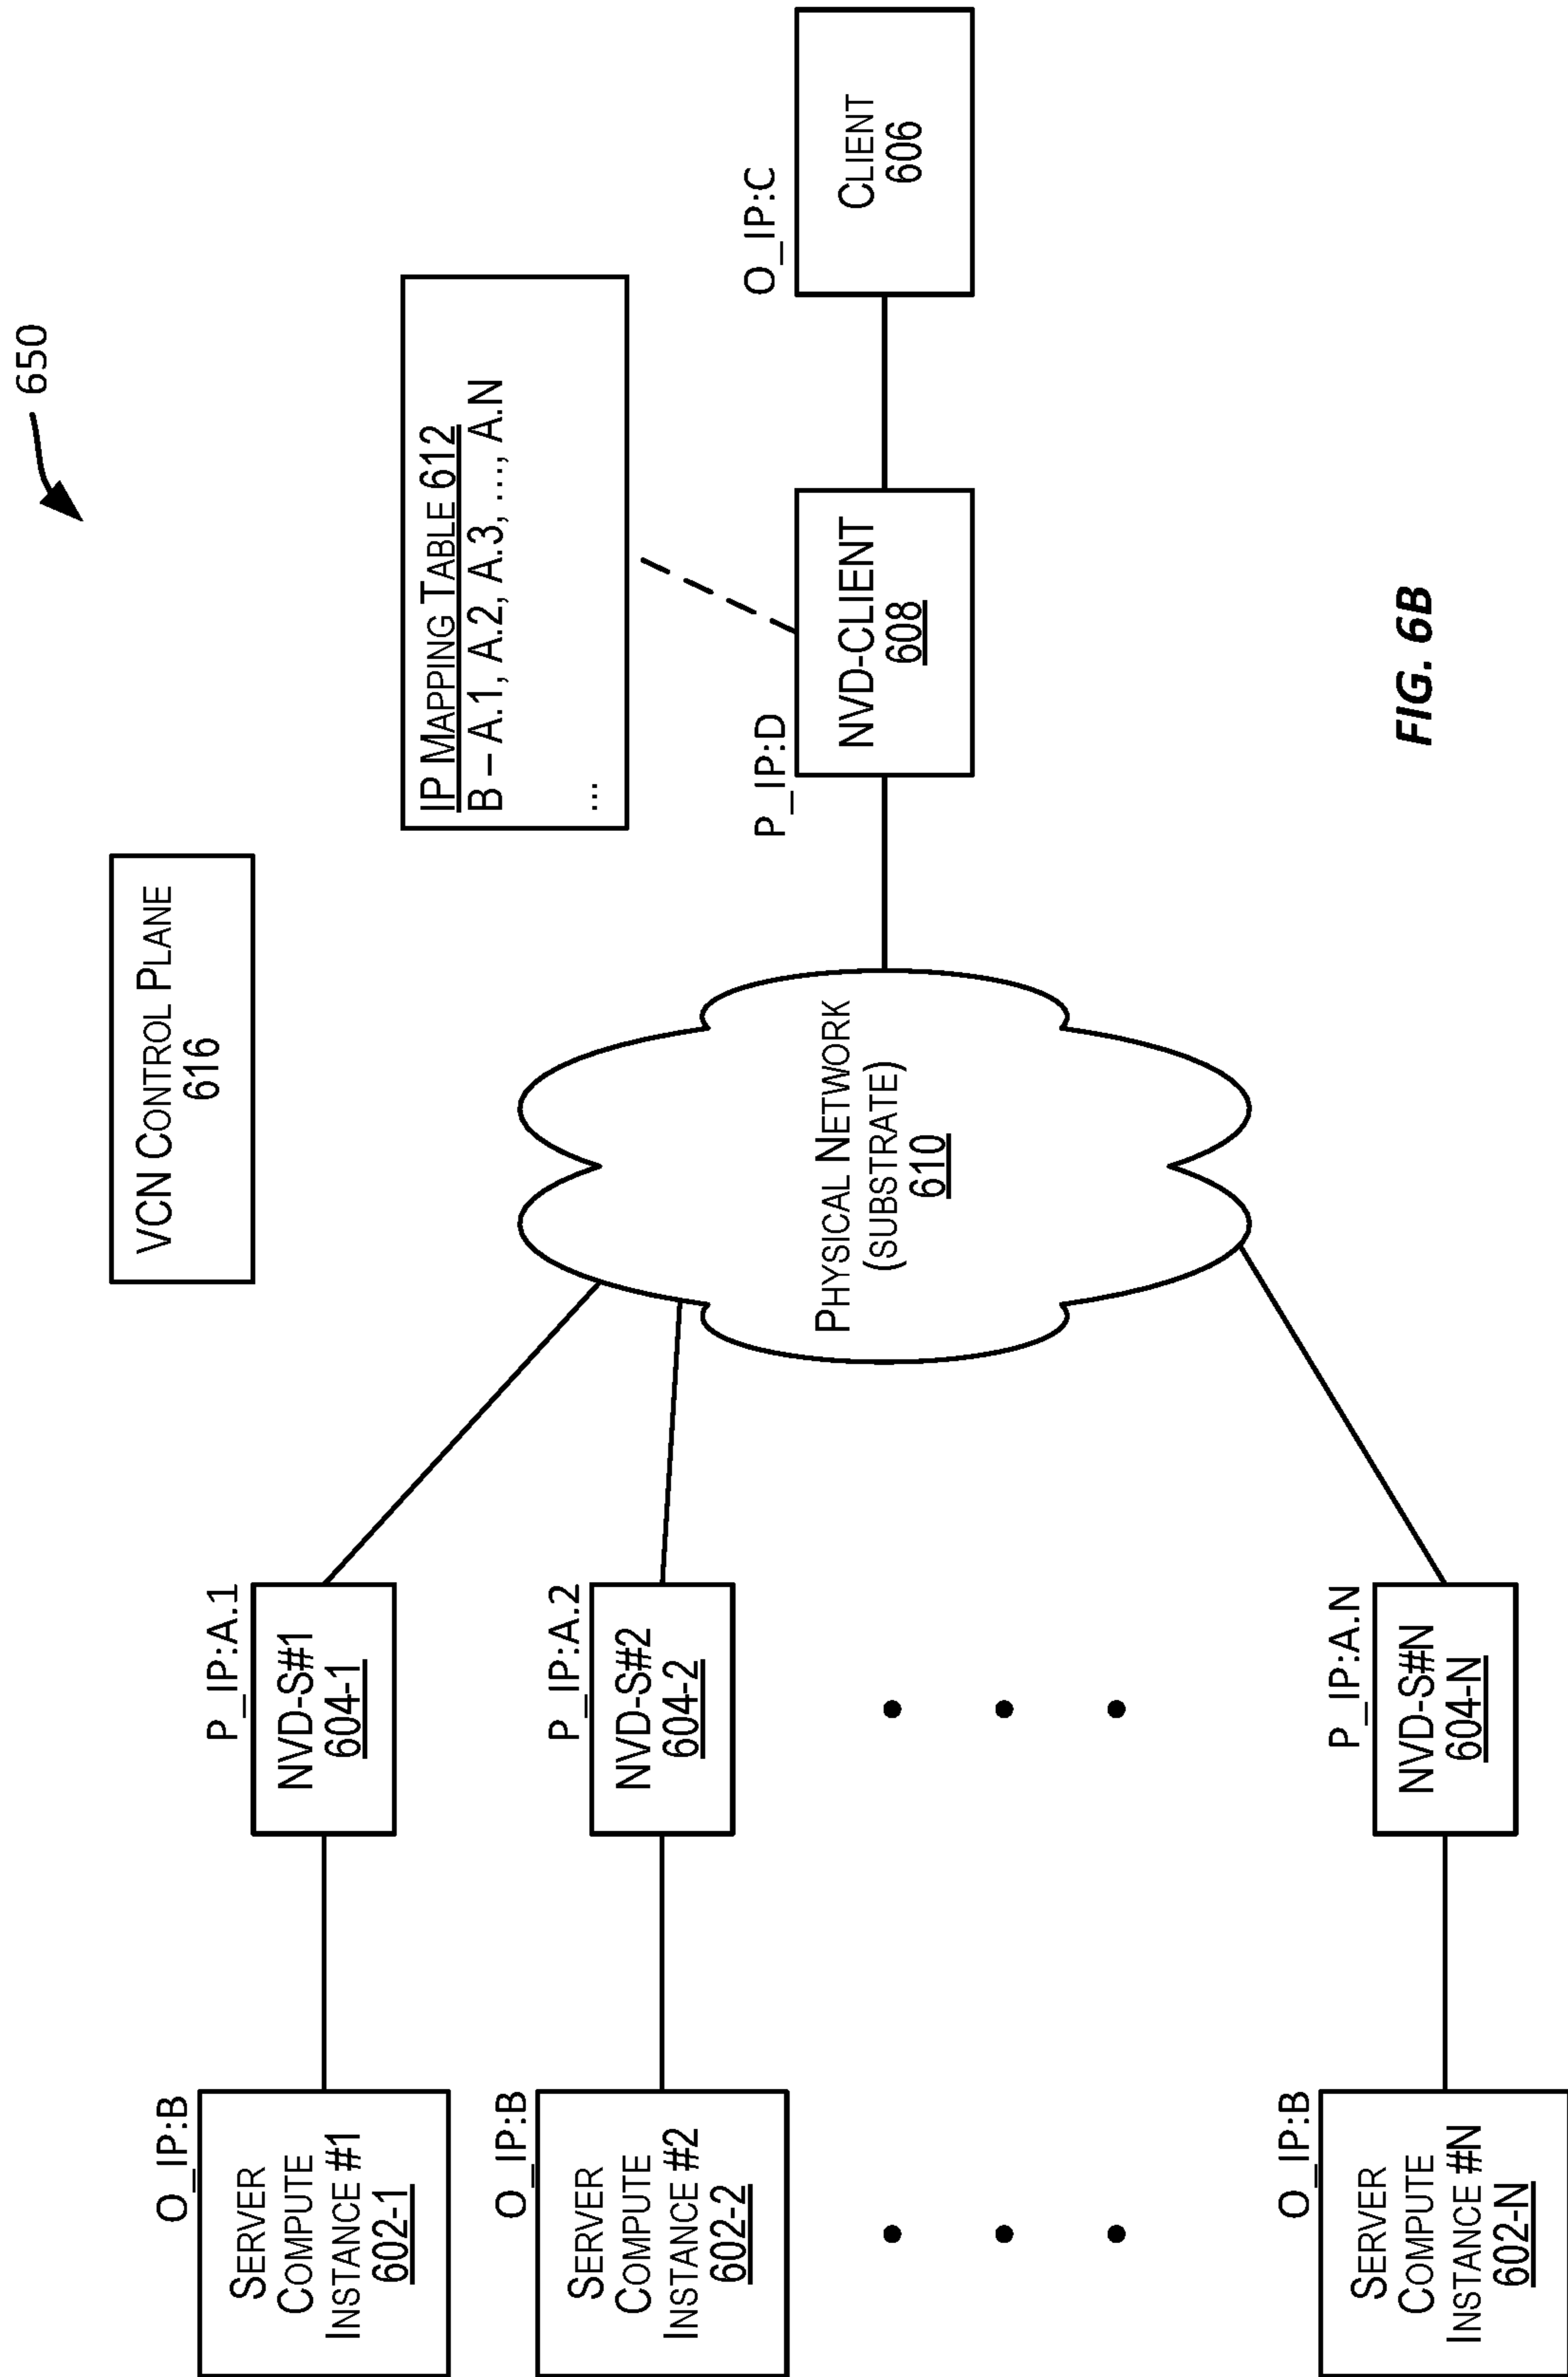 650
VCN CONTROL PLANE
616
IP MAPPING TABLE 612
B – A.1, A.2, A.3, ..., A.N
...
O_IP:B
SERVER
COMPUTE
INSTANCE #1
602-1
P_IP:A.1
NVD-S#1
604-1
O_IP:B
SERVER
COMPUTE
INSTANCE #2
602-2
P_IP:A.2
NVD-S#2
604-2
PHYSICAL NETWORK
(SUBSTRATE)
610
P_IP:D
NVD-CLIENT
608
O_IP:C
CLIENT
606
O_IP:B
SERVER
COMPUTE
INSTANCE #N
602-N
P_IP:A.N
NVD-S#N
604-N
FIG. 6B